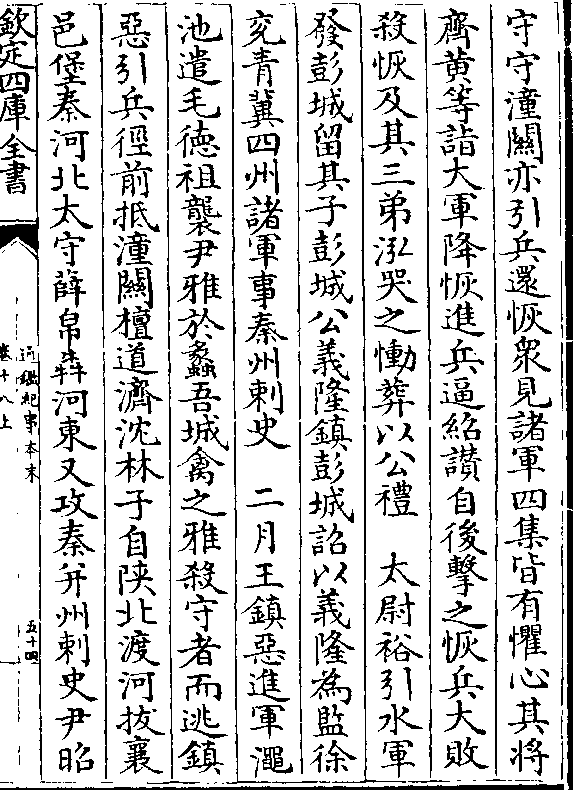 守守潼關亦引兵還恢衆見諸軍四集皆有懼心其將
齊黄等詣大軍降恢進兵逼紹讃自後擊之恢兵大敗
殺恢及其三弟泓哭之慟葬以公禮　太尉裕引水軍
發彭城留其子彭城公義隆鎮彭城詔以義隆為監徐
兖青冀四州諸軍事秦州刺史　二月王鎮惡進軍澠
池遣毛德祖襲尹雅於蠡吾城禽之雅殺守者而逃鎮
惡引兵徑前抵潼關檀道濟沈林子自陜北渡河拔襄
邑堡秦河北太守薛帛犇河東又攻秦并州刺史尹昭
欽定四庫全書
通鑑紀事本末
卷十八上
五十四